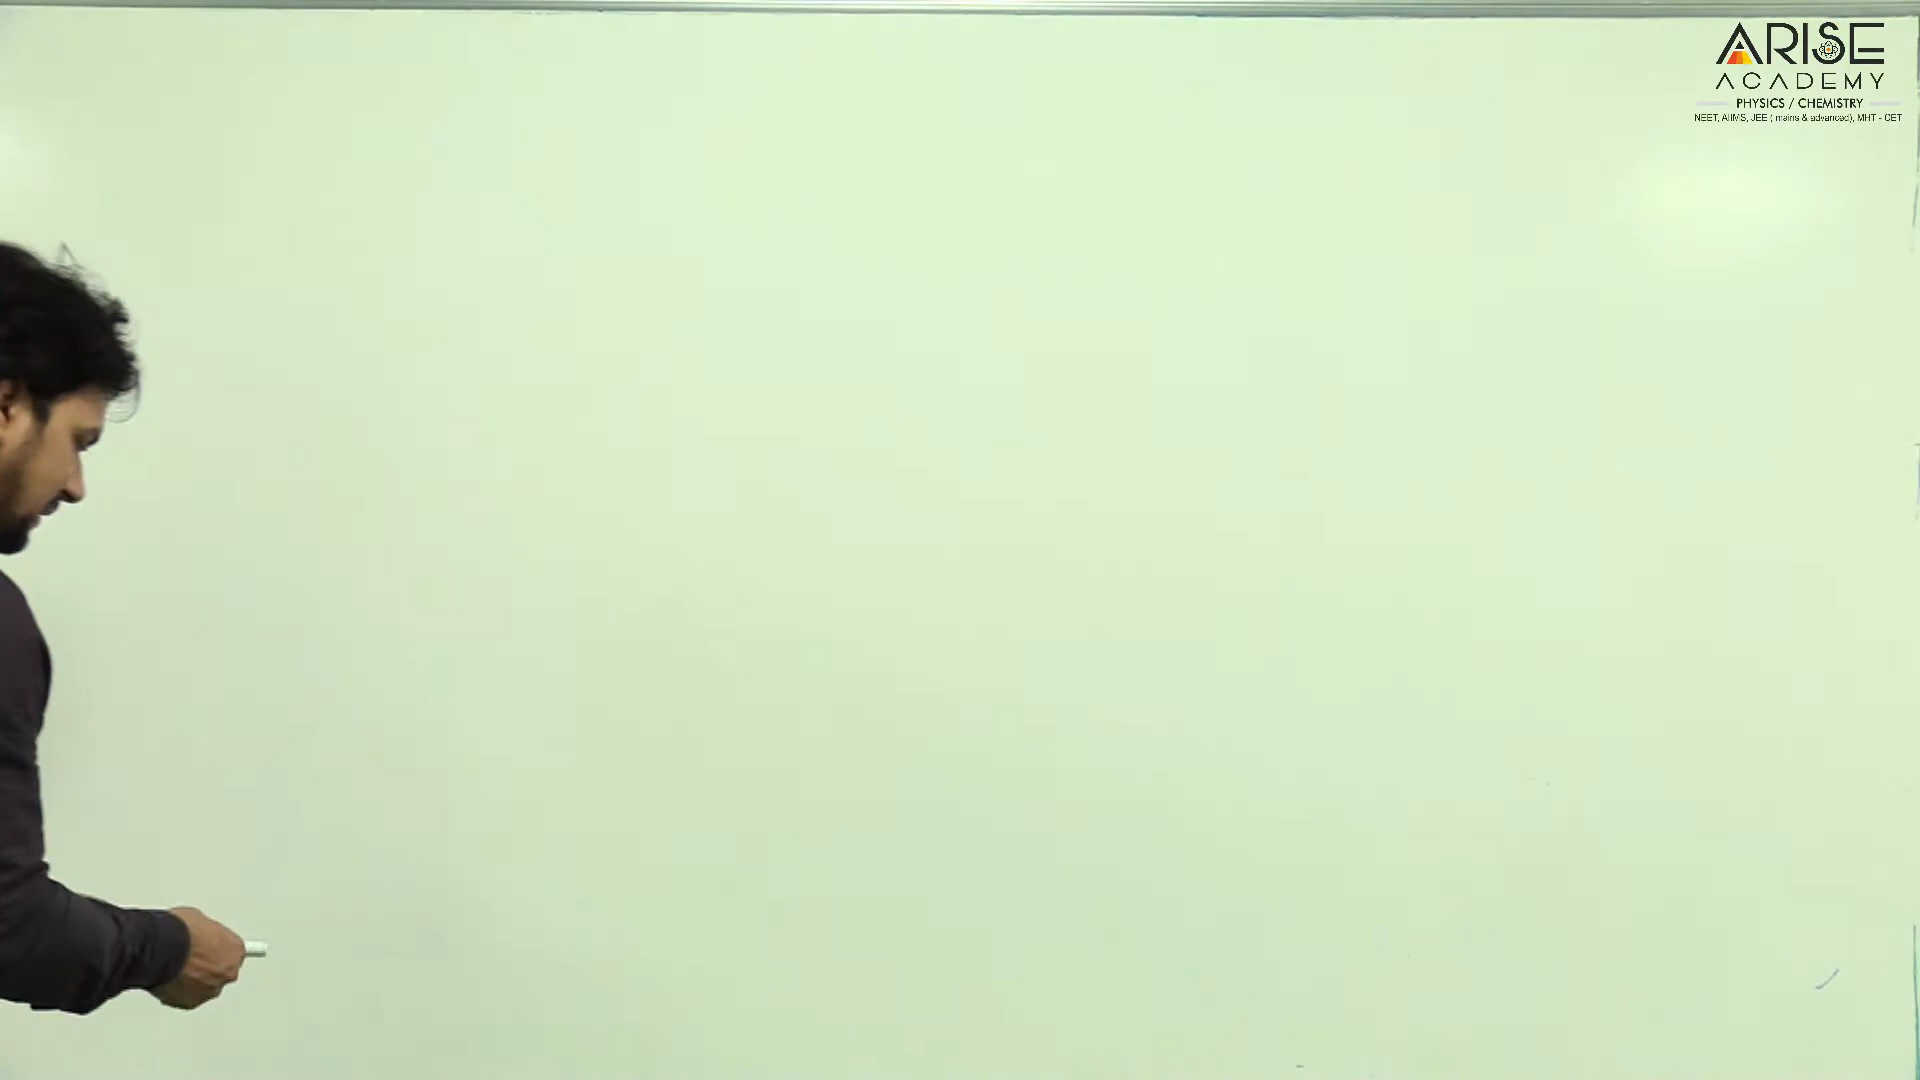 ARISE
ACADEMY
PHYSICS / CHEMISTRY
NEET, AIIMS, JEE ( mains & advanced), MHT - CET